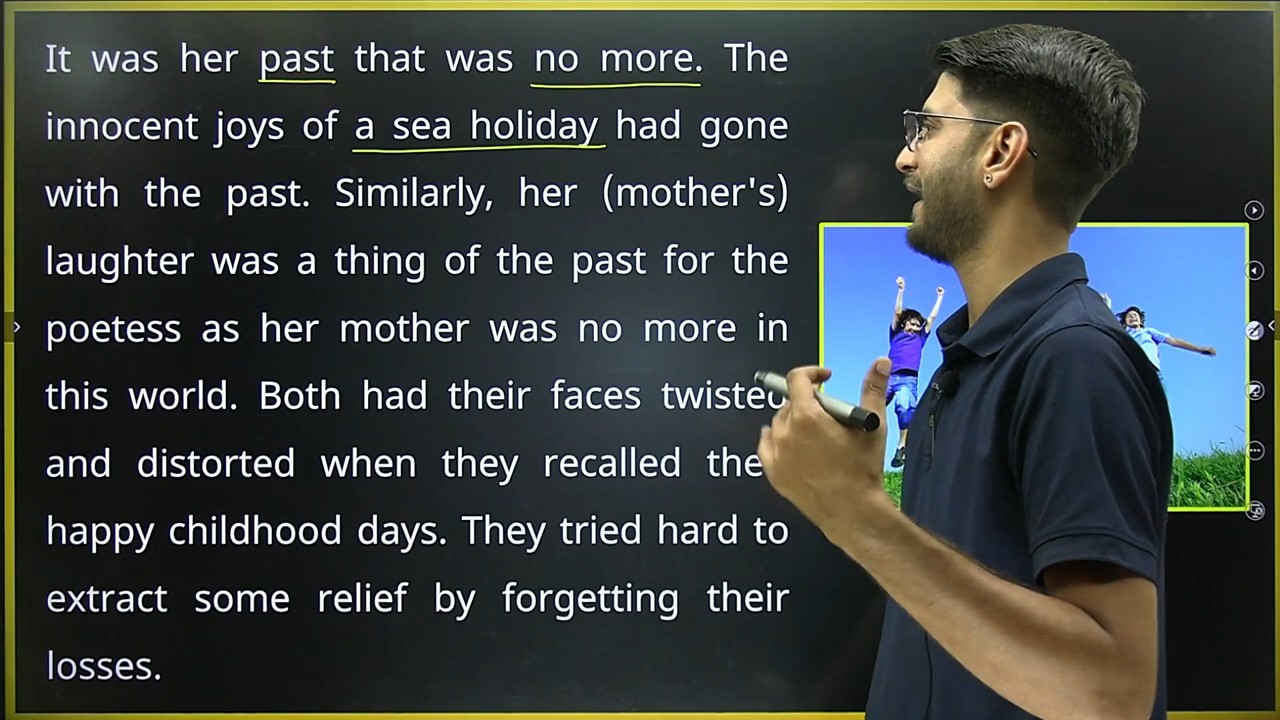 It was her past that was no more. The
innocent joys of a sea holiday had gone
with the past. Similarly, her (mother's)
laughter was a thing of the past for the
poetess as her mother was no more in
this world. Both had their faces twisted
and distorted when they recalled the
happy childhood days. They tried hard to
extract some relief by forgetting their
losses.